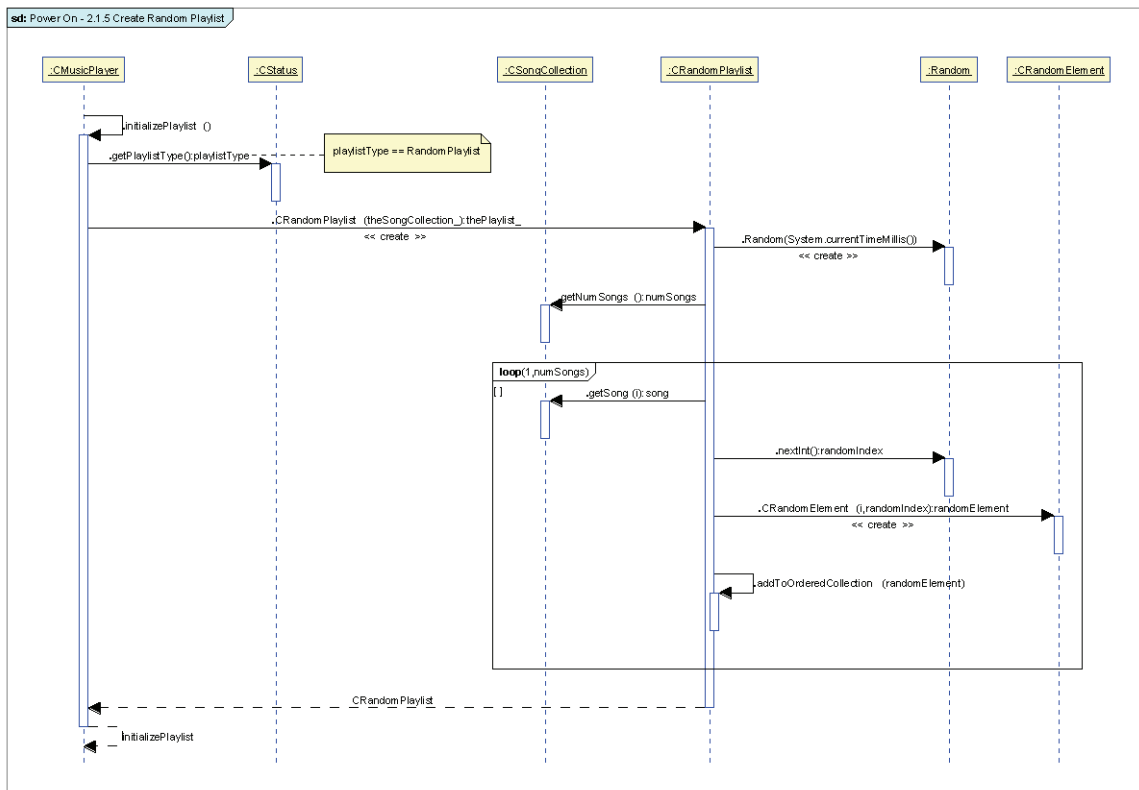 sd: Power On - 2.1.5 Create Random Playlist
:CMusicPlayer
:CStatus
:CSongCollection
:CRandomPlaylist
:Random
:CRandomElement
.initializePlaylist ()
.getPlaylistType():playlistType
playlistType == RandomPlaylist
.CRandomPlaylist (theSongCollection_):thePlaylist_
<< create >>
.Random(System.currentTimeMillis())
<< create >>
.getNumSongs ():numSongs
loop(1,numSongs)
[ ]
.getSong (i):song
.nextInt():randomIndex
.CRandomElement (i,randomIndex):randomElement
<< create >>
.addToOrderedCollection (randomElement)
CRandomPlaylist
initializePlaylist